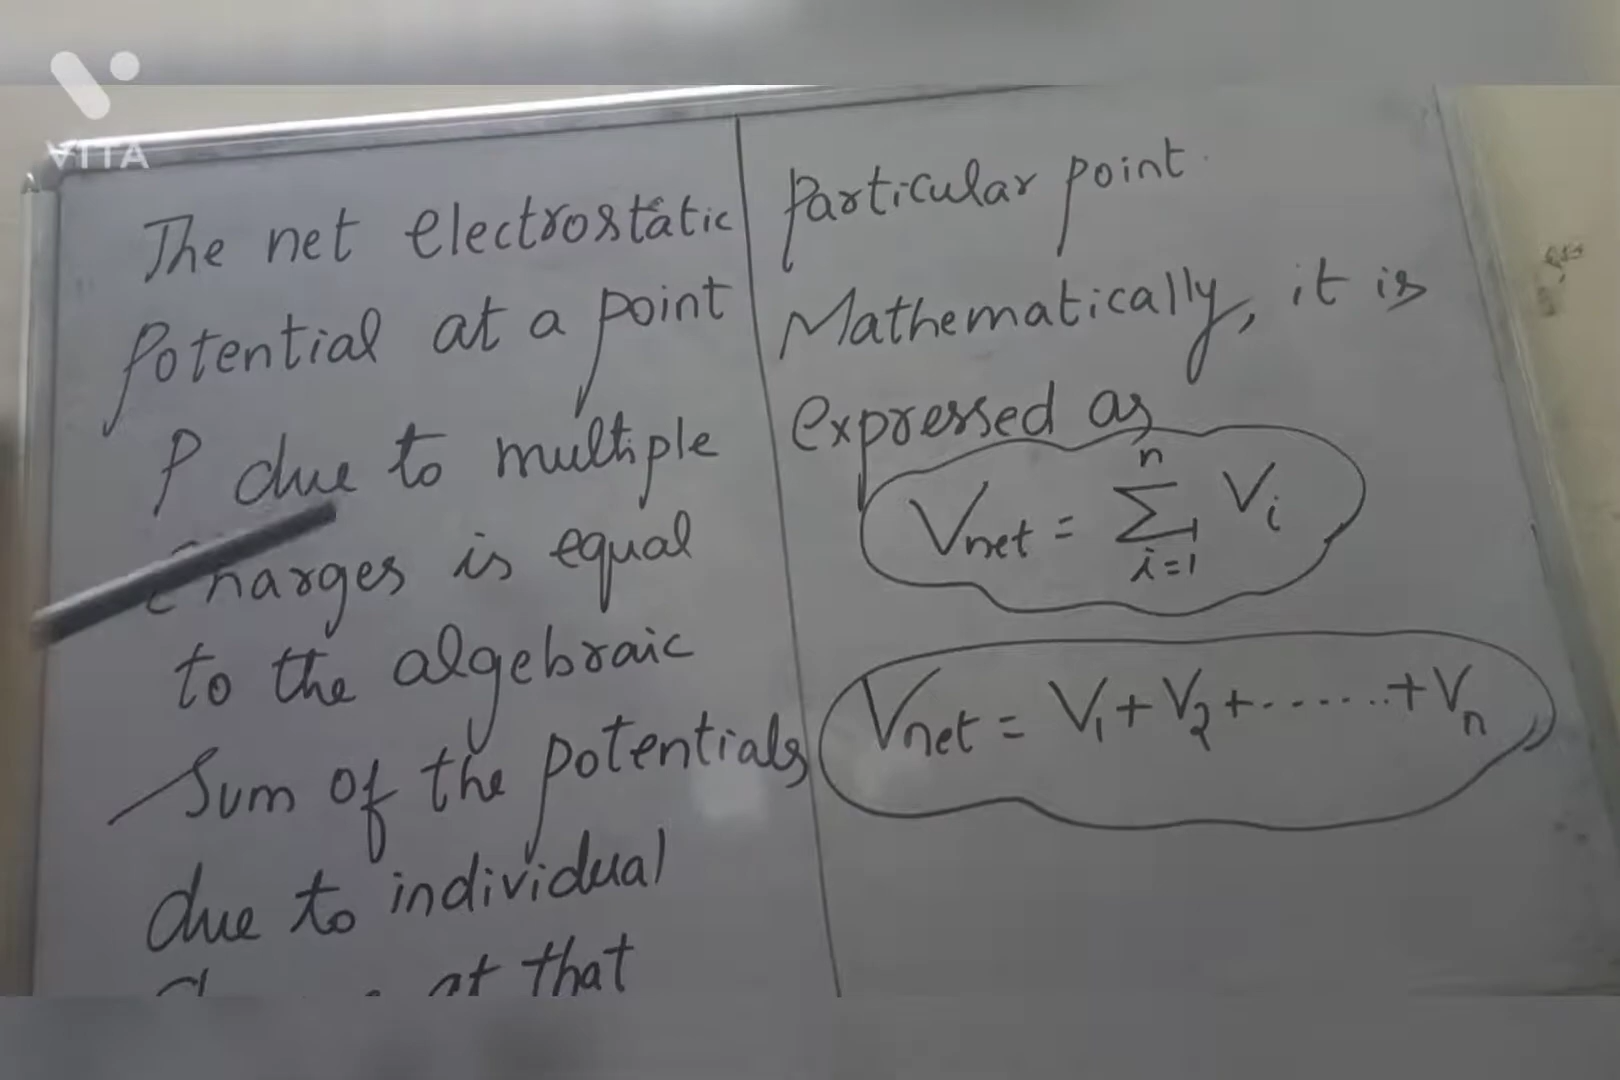 VITA
The net electrostatic
Potential at a point
P due to multiple
Charges is equal
to the algebraic
Sum of the potentials
due to individual
at that
Particular point
Mathematically, it is
expressed as
Vnet = ∑ⁿᵢ₌₁ Vᵢ
Vnet = V₁ + V₂ + ....... + Vₙ